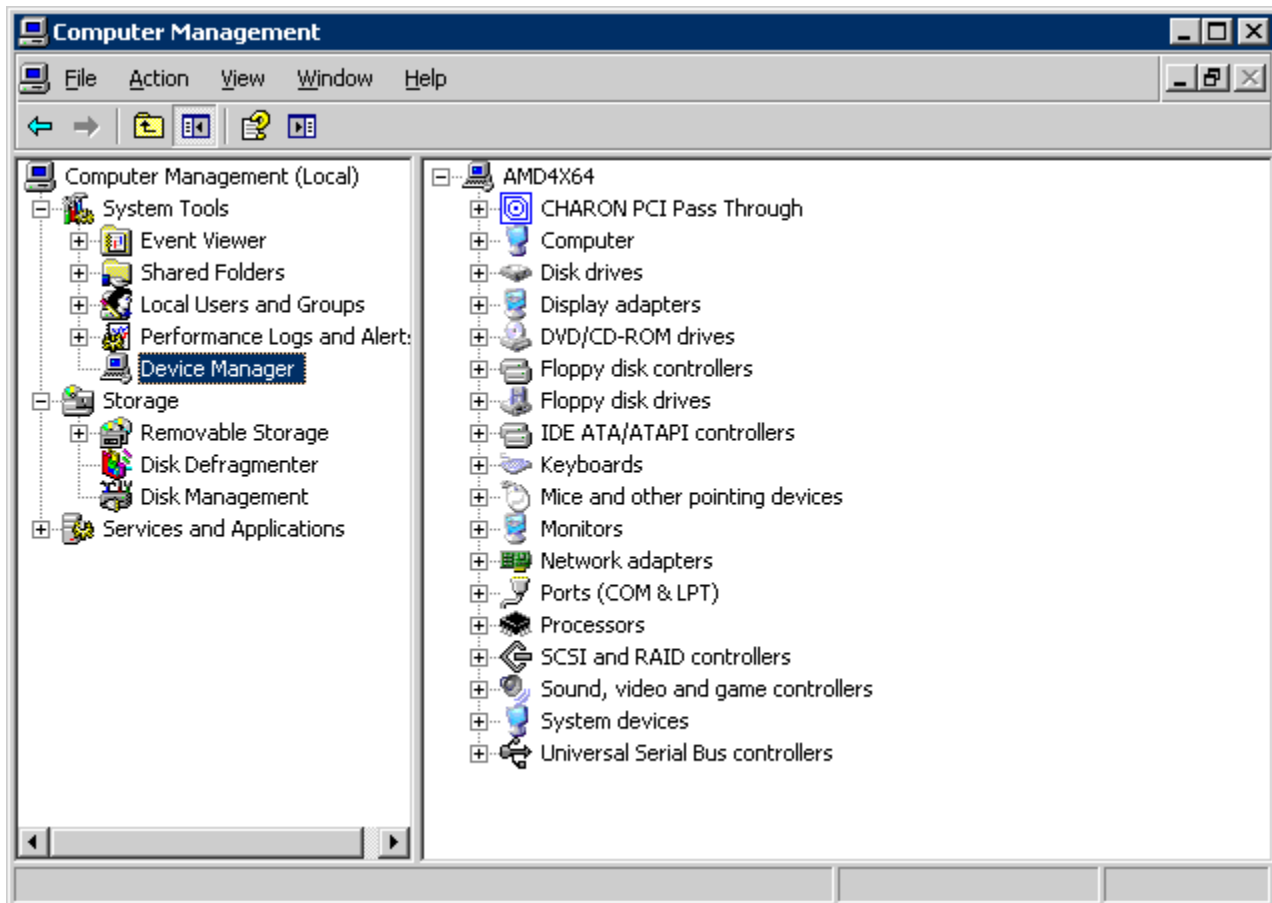 Computer Management
File Action View Window Help
Computer Management (Local)
System Tools
Event Viewer
Shared Folders
Local Users and Groups
Performance Logs and Alerts
Device Manager
Storage
Removable Storage
Disk Defragmenter
Disk Management
Services and Applications
AMD4X64
CHARON PCI Pass Through
Computer
Disk drives
Display adapters
DVD/CD-ROM drives
Floppy disk controllers
Floppy disk drives
IDE ATA/ATAPI controllers
Keyboards
Mice and other pointing devices
Monitors
Network adapters
Ports (COM & LPT)
Processors
SCSI and RAID controllers
Sound, video and game controllers
System devices
Universal Serial Bus controllers